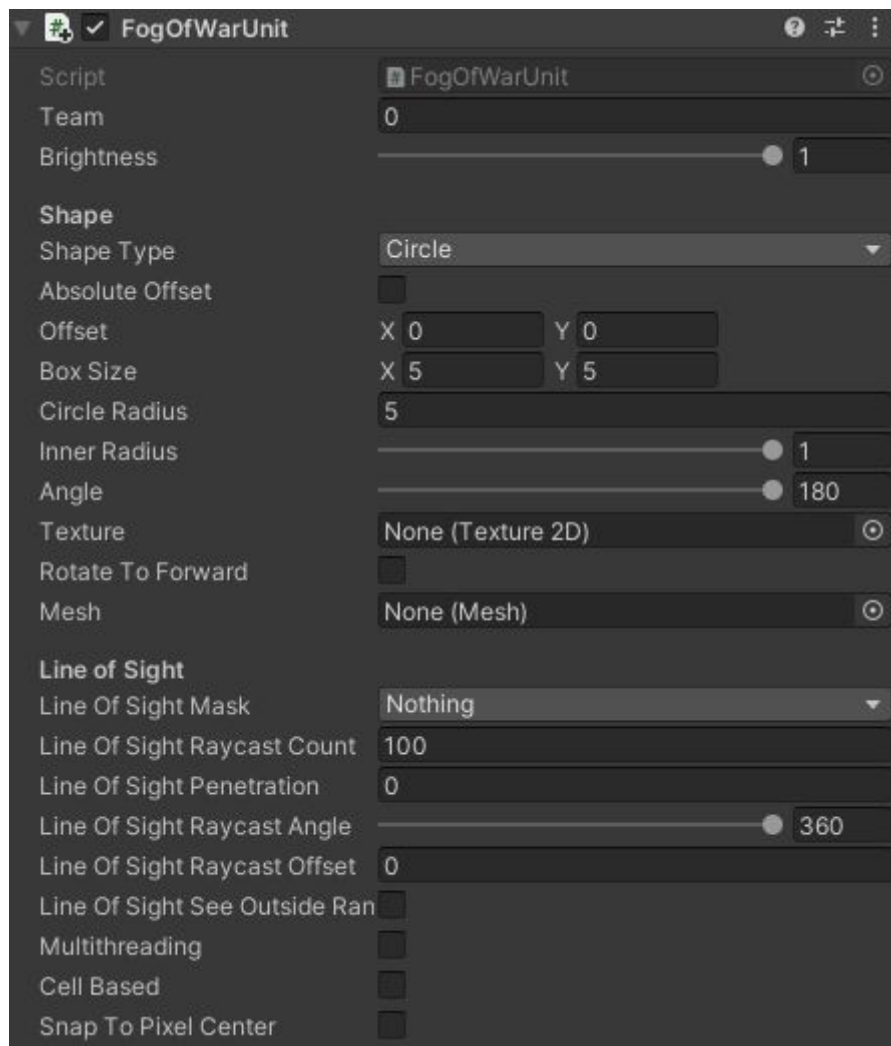 FogOfWarUnit
Script FogOfWarUnit
Team 0
Brightness 1
Shape
Shape Type Circle
Absolute Offset
Offset X 0 Y 0
Box Size X 5 Y 5
Circle Radius 5
Inner Radius 1
Angle 180
Texture None (Texture 2D)
Rotate To Forward
Mesh None (Mesh)
Line of Sight
Line Of Sight Mask Nothing
Line Of Sight Raycast Count 100
Line Of Sight Penetration 0
Line Of Sight Raycast Angle 360
Line Of Sight Raycast Offset 0
Line Of Sight See Outside Ran
Multithreading
Cell Based
Snap To Pixel Center